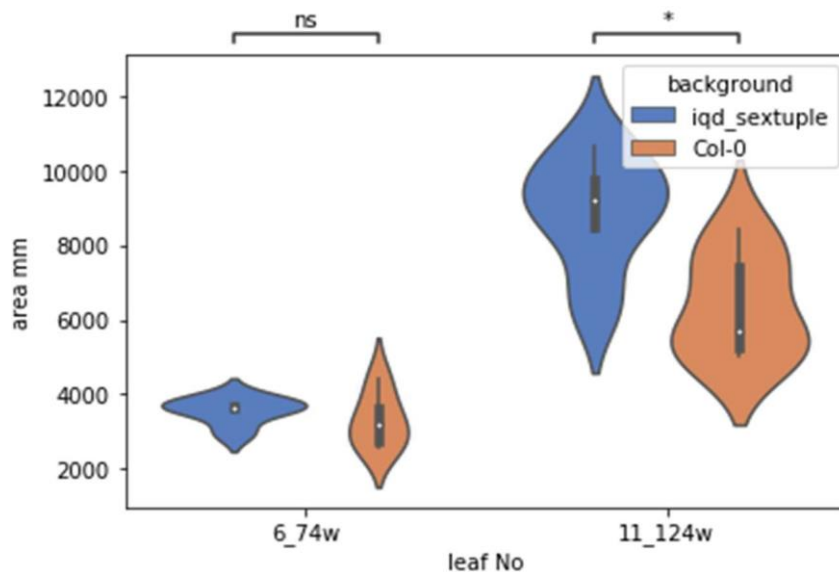 ns
*
background
iqd_sextuple
Col-0
12000
10000
8000
6000
4000
2000
area mm
6_74w
11_124w
leaf No